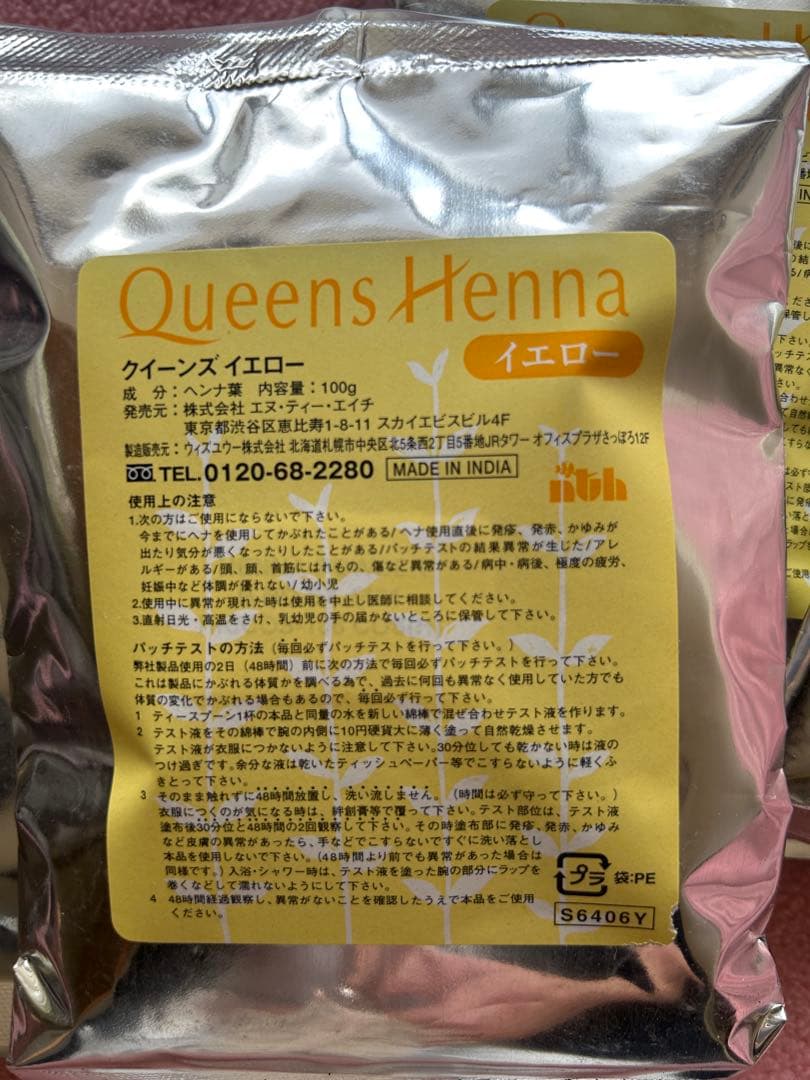 Queens Henna
イエロー
クイーンズ イエロー
成 分：ヘンナ葉 内容量：100g
発売元：株式会社 エヌ・ティー・エイチ
東京都渋谷区恵比寿1-8-11 スカイエビスビル4F
製造販売元：ウィズユウー株式会社 北海道札幌市中央区北5条西2丁目5番地JRタワー オフィスプラザさっぽろ12F
TEL.0120-68-2280 MADE IN INDIA
nth
使用上の注意
1.次の方はご使用にならないで下さい。
今までにヘナを使用してかぶれたことがある/ヘナ使用直後に発疹、発赤、かゆみが
出たり気分が悪くなったりしたことがある/パッチテストの結果異常が生じた/アレ
ルギーがある/頭、顔、首筋にはれもの、傷など異常がある/病中・病後、極度の疲労、
妊娠中など体調が優れない/幼小児
2.使用中に異常が現れた時は使用を中止し医師に相談してください。
3.直射日光・高温をさけ、乳幼児の手の届かないところに保管して下さい。
パッチテストの方法（毎回必ずパッチテストを行って下さい。）
弊社製品使用の2日（48時間）前に次の方法で毎回必ずパッチテストを行って下さい。
これは製品にかぶれる体質かを調べる為で、過去に何回も異常なく使用していた方でも
体質の変化でかぶれる場合もあるので、毎回必ず行って下さい。
1 ティースプーン1杯の本品と同量の水を新しい綿棒で混ぜ合わせテスト液を作ります。
2 テスト液をその綿棒で腕の内側に10円硬貨大に薄く塗って自然乾燥させます。
テスト液が衣服につかないように注意して下さい。30分位しても乾かない時は液の
つけ過ぎです。余分な液は乾いたティッシュペーパー等でこすらないように軽くふ
きとって下さい。
3 そのまま触れずに48時間放置し、洗い流しません。（時間は必ず守って下さい。）
衣服につくのが気になる時は、絆創膏等で覆って下さい。テスト部位は、テスト液
塗布後30分位と48時間の2回観察して下さい。その時塗布部に発疹、発赤、かゆみ
など皮膚の異常があったら、手などでこすらないですぐに洗い落とし
本品を使用しないで下さい。（48時間より前でも異常があった場合は
同様です。）入浴・シャワー時は、テスト液を塗った腕の部分にラップを
巻くなどして濡れないようにして下さい。
4 48時間経過観察し、異常がないことを確認したうえで本品をご使用
ください。
プラ 袋：PE
S6406Y